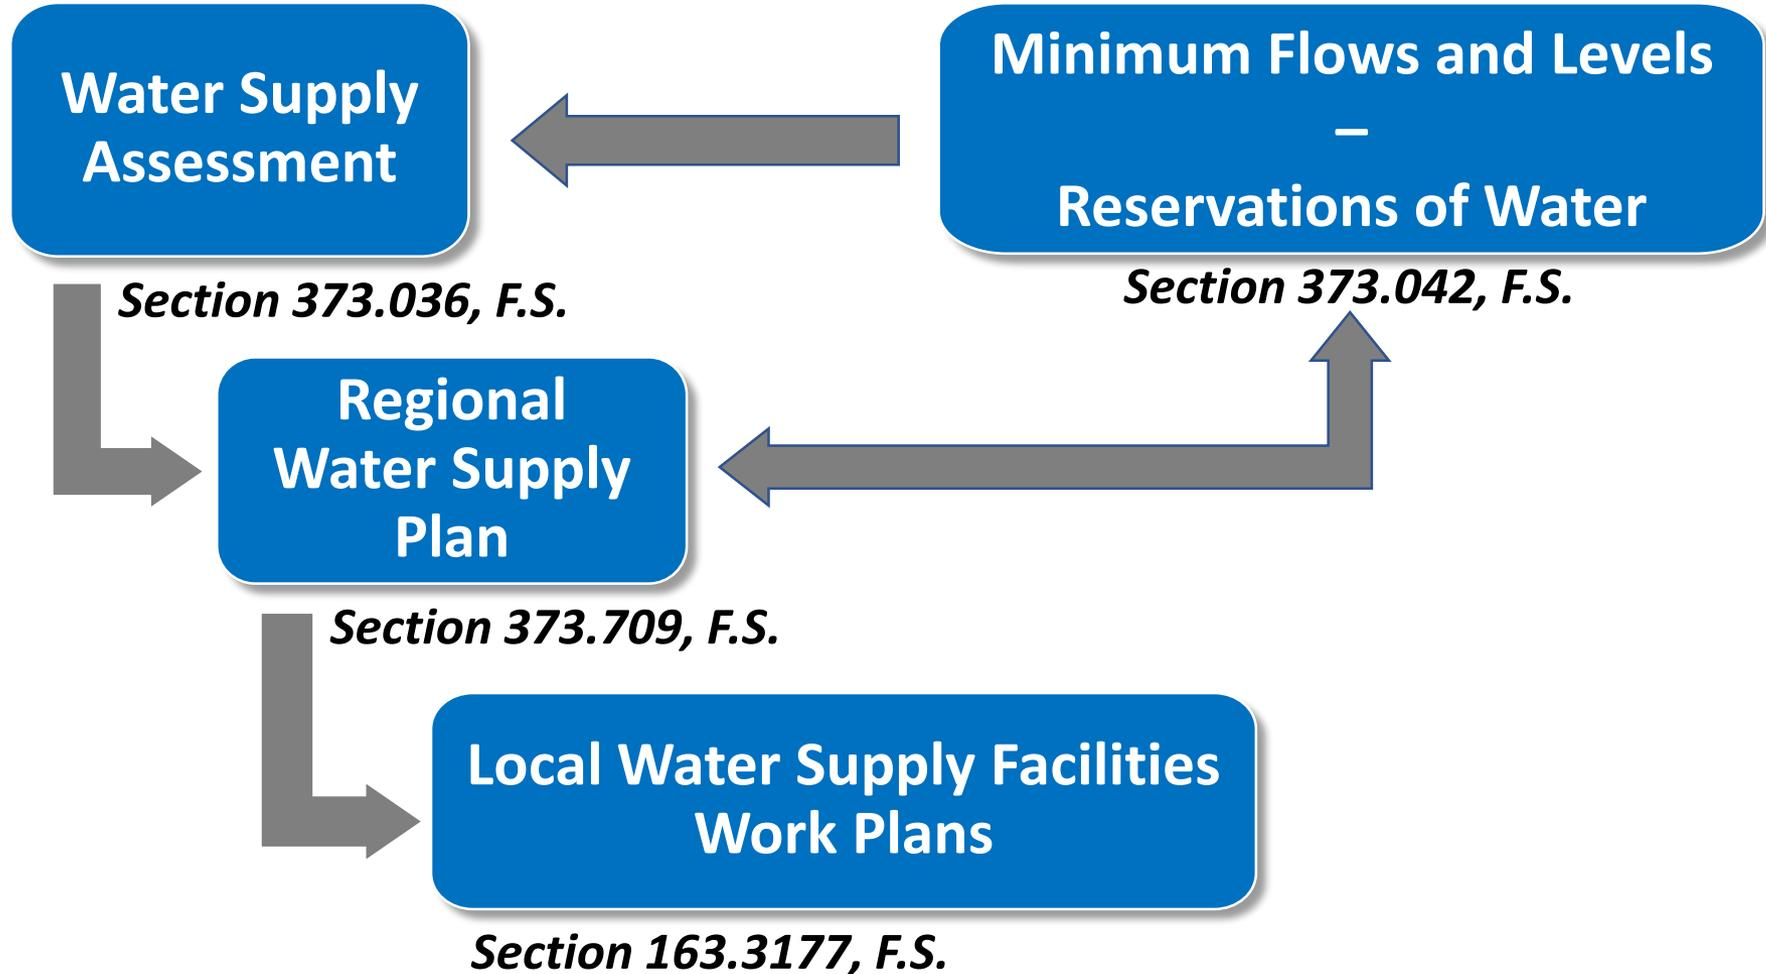 Water Supply
Assessment
Minimum Flows and Levels
–
Reservations of Water
Section 373.036, F.S.
Section 373.042, F.S.
Regional
Water Supply
Plan
Section 373.709, F.S.
Local Water Supply Facilities
Work Plans
Section 163.3177, F.S.